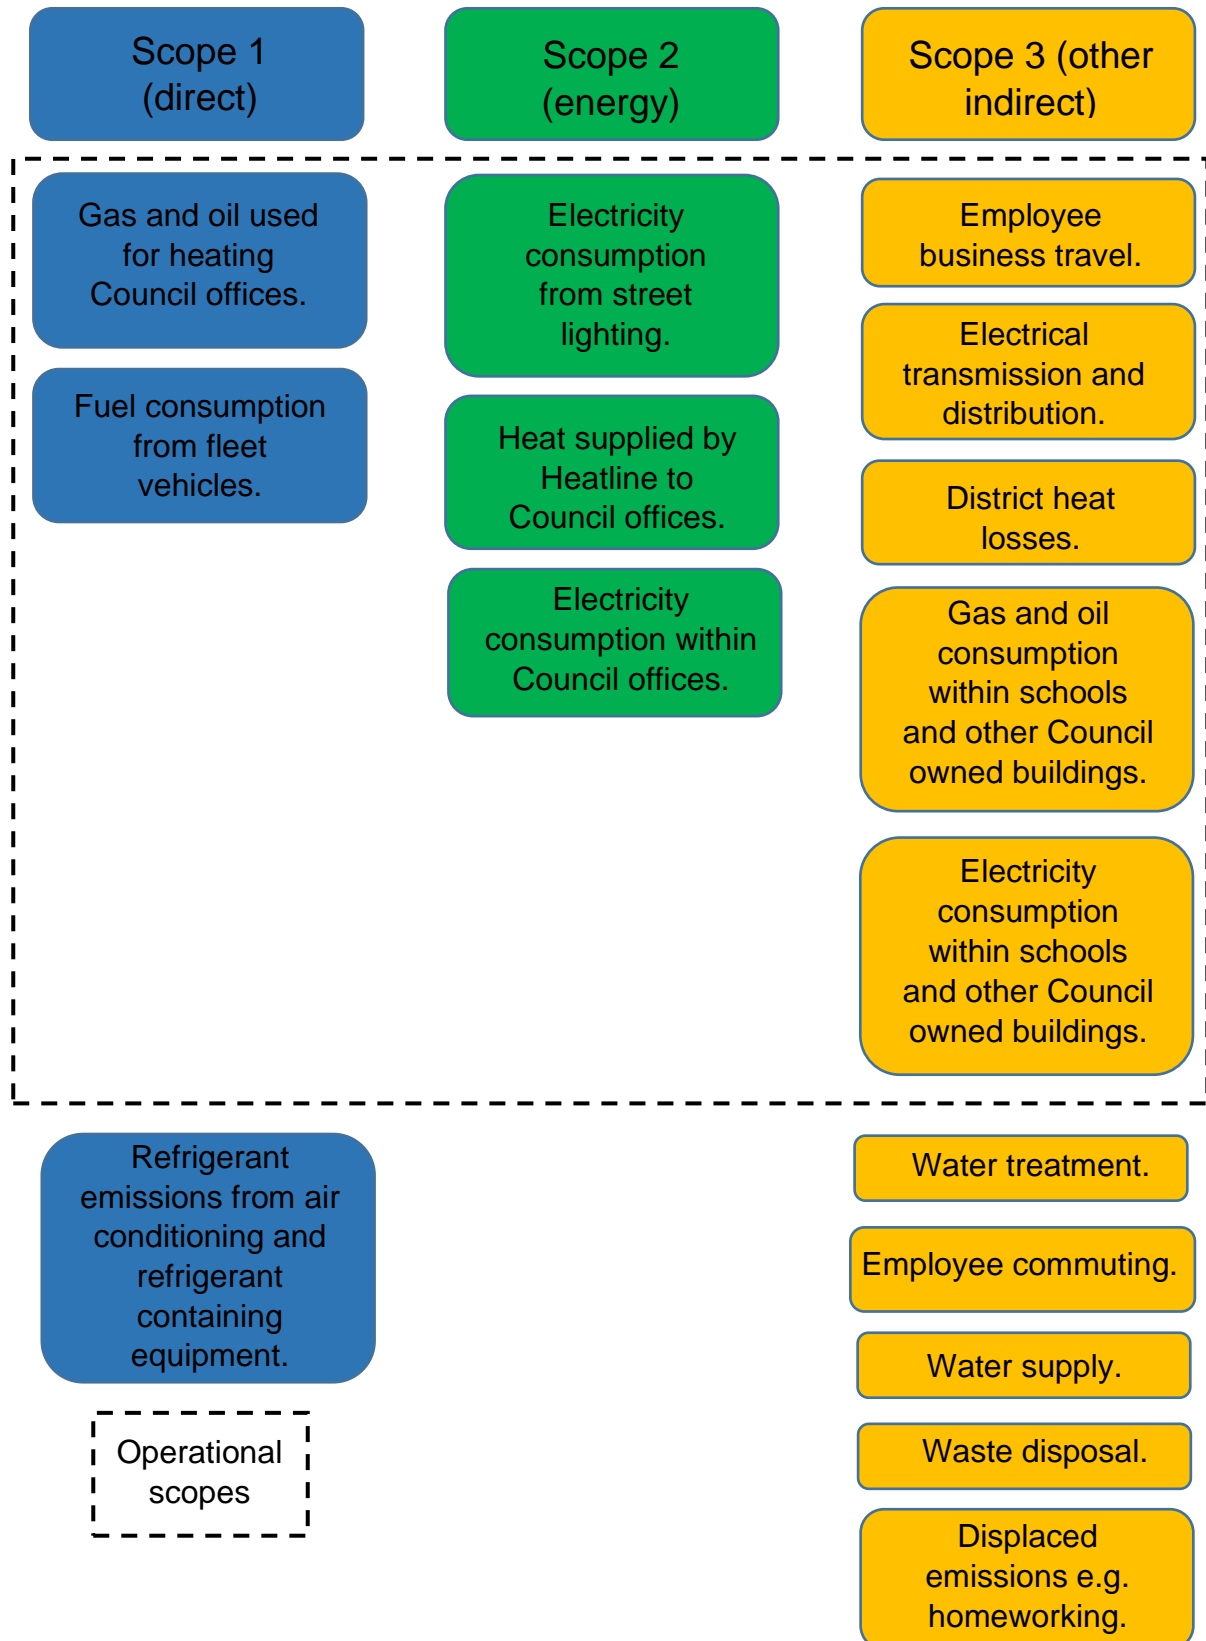 Scope 1
(direct)
Scope 2
(energy)
Scope 3 (other
indirect)
Gas and oil used
for heating
Council offices.
Fuel consumption
from fleet
vehicles.
Electricity
consumption
from street
lighting.
Heat supplied by
Heatline to
Council offices.
Electricity
consumption within
Council offices.
Employee
business travel.
Electrical
transmission and
distribution.
District heat
losses.
Gas and oil
consumption
within schools
and other Council
owned buildings.
Electricity
consumption
within schools
and other Council
owned buildings.
Refrigerant
emissions from air
conditioning and
refrigerant
containing
equipment.
Operational
scopes
Water treatment.
Employee commuting.
Water supply.
Waste disposal.
Displaced
emissions e.g.
homeworking.